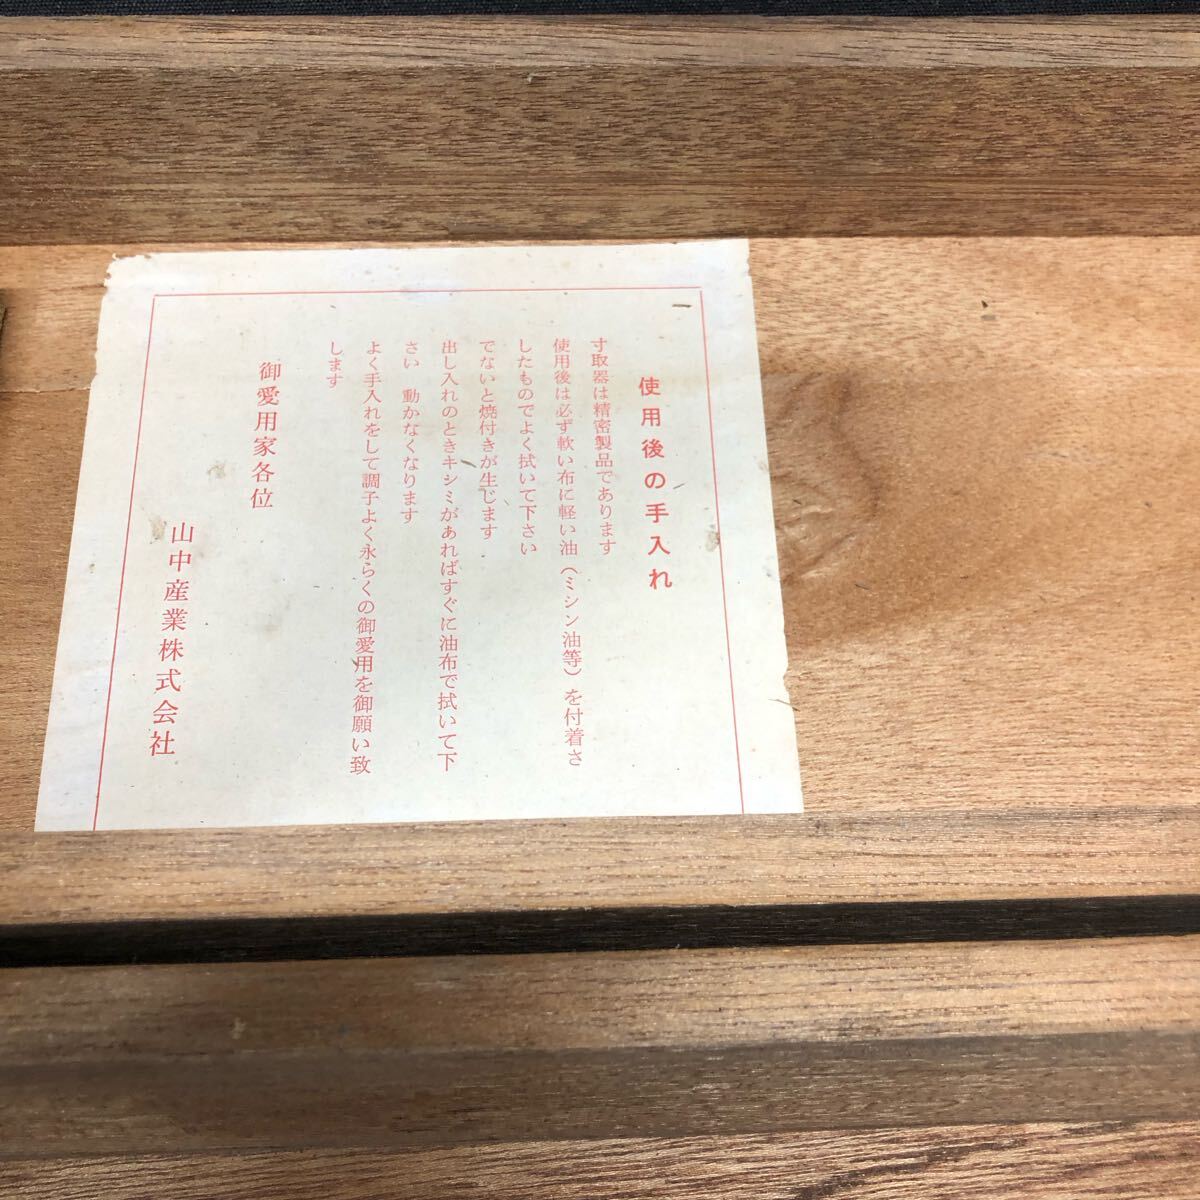 使用後の手入れ
寸取器は精密製品であります
使用後は必ず軟い布に軽い油（ミシン油等）を付着さ
したものでよく拭いて下さい
でないと焼付きが生じます
出し入れのときキシミがあればすぐに油布で拭いて下
さい　動かなくなります
よく手入れをして調子よく永らくの御愛用を御願い致
します
御愛用家各位
山中産業株式会社